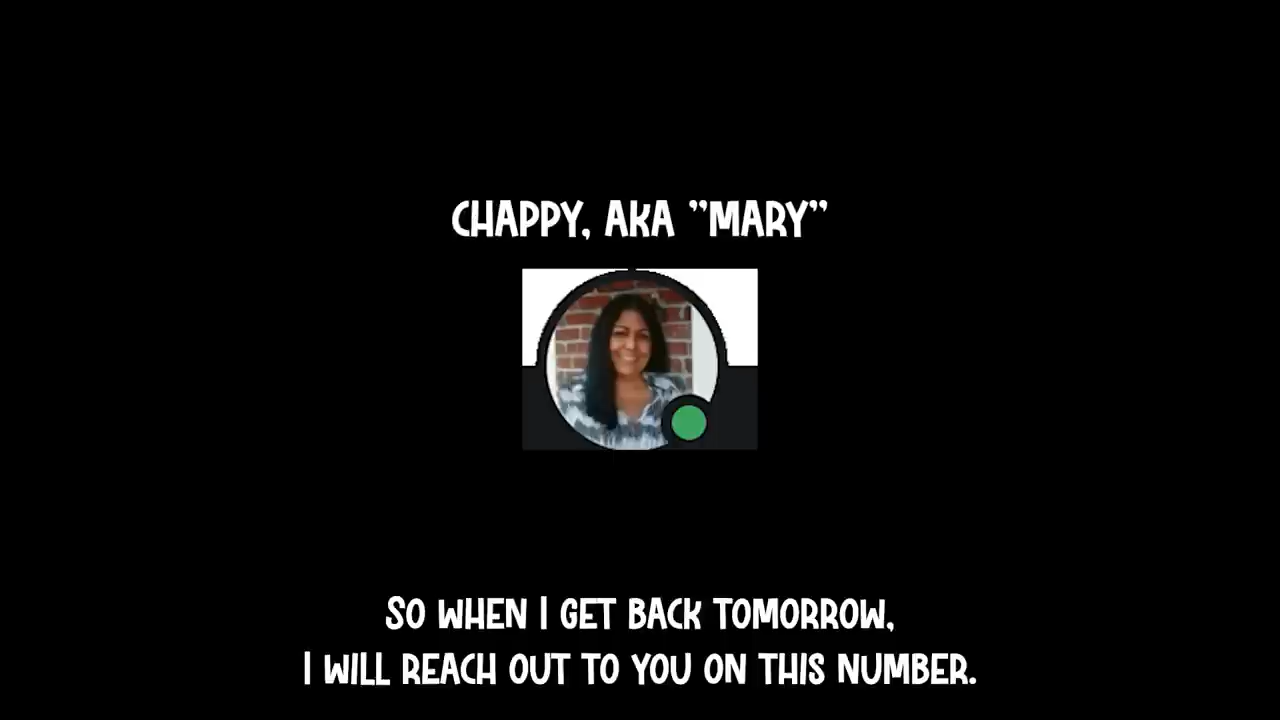 CHAPPY, AKA "MARY"
SO WHEN I GET BACK TOMORROW,
I WILL REACH OUT TO YOU ON THIS NUMBER.